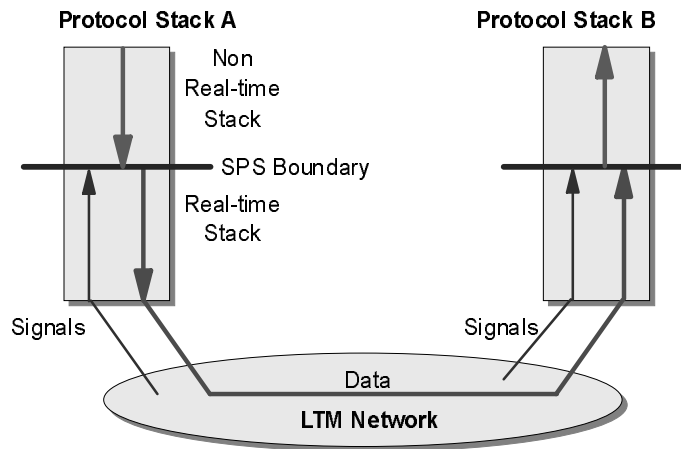 Protocol Stack A
Protocol Stack B
Non
Real-time
Stack
SPS Boundary
Real-time
Stack
Signals
Signals
Data
LTM Network